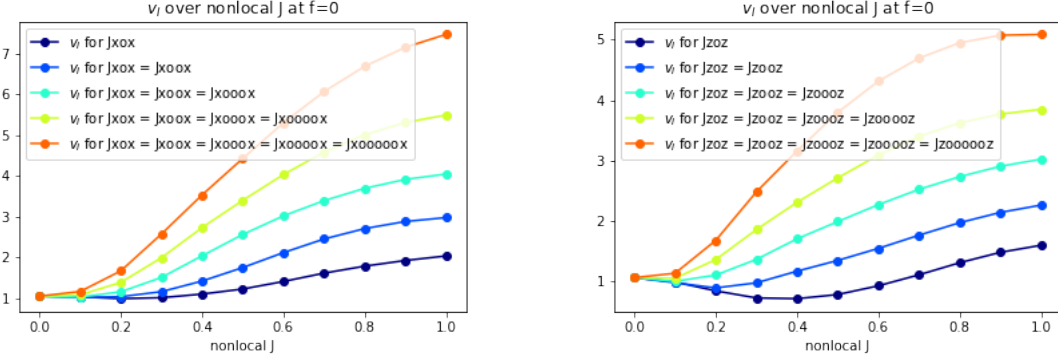 v_l over nonlocal J at f=0
7
6
5
4
3
2
1
v_l for Jxox
v_l for Jxox = Jxoox
v_l for Jxox = Jxoox = Jxooox
v_l for Jxox = Jxoox = Jxooox = Jxoooox
v_l for Jxox = Jxoox = Jxooox = Jxoooox = Jxooooox
0.0 0.2 0.4 0.6 0.8 1.0
nonlocal J
v_l over nonlocal J at f=0
5
4
3
2
1
v_l for Jzoz
v_l for Jzoz = Jzooz
v_l for Jzoz = Jzooz = Jzoooz
v_l for Jzoz = Jzooz = Jzoooz = Jzooooz
v_l for Jzoz = Jzooz = Jzoooz = Jzooooz = Jzoooooz
0.0 0.2 0.4 0.6 0.8 1.0
nonlocal J